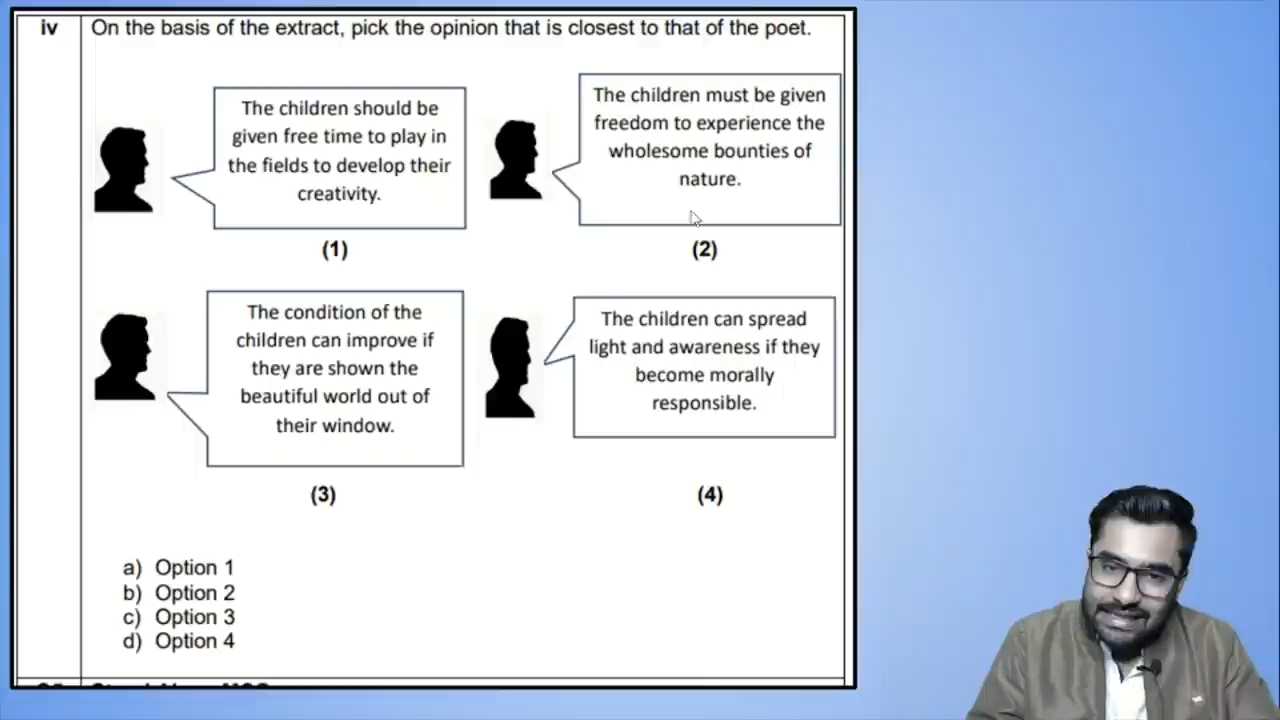 iv On the basis of the extract, pick the opinion that is closest to that of the poet.
The children should be
given free time to play in
the fields to develop their
creativity.
(1)
The children must be given
freedom to experience the
wholesome bounties of
nature.
(2)
The condition of the
children can improve if
they are shown the
beautiful world out of
their window.
(3)
The children can spread
light and awareness if they
become morally
responsible.
(4)
a) Option 1
b) Option 2
c) Option 3
d) Option 4